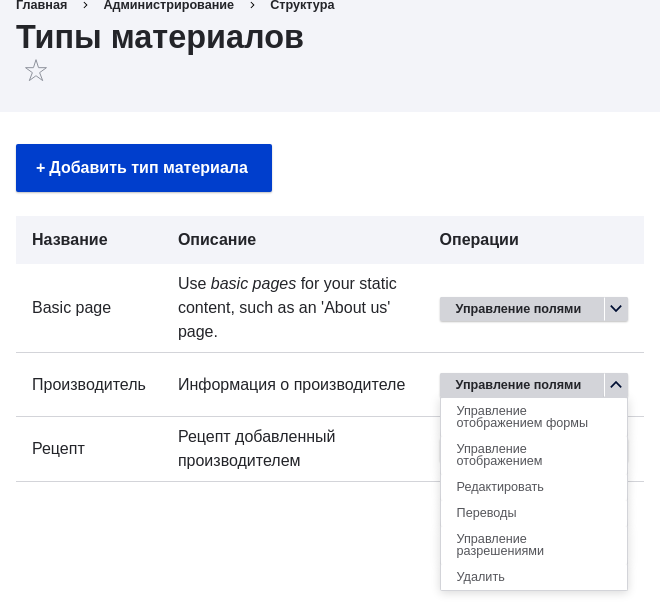 Главная > Администрирование > Структура
Типы материалов
+ Добавить тип материала
Название Описание Операции
Basic page
Use basic pages for your static
content, such as an 'About us'
page.
Управление полями
Производитель
Информация о производителе
Управление полями
Управление
отображением формы
Управление
отображением
Редактировать
Переводы
Управление
разрешениями
Удалить
Рецепт
Рецепт добавленный
производителем